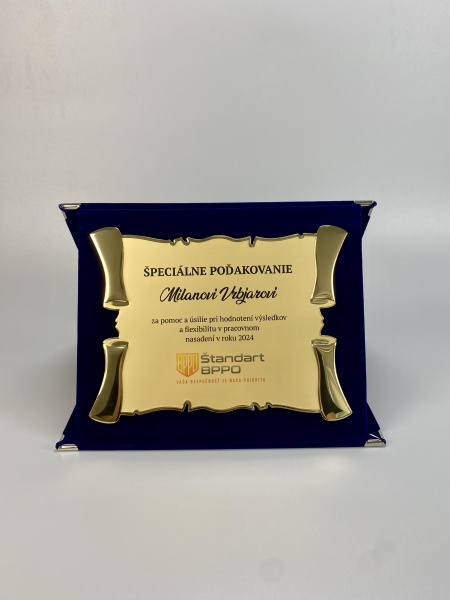 ŠPECIÁLNE POĎAKOVANIE
Milanovi Vrbjarovi
za pomoc a úsilie pri hodnotení výsledkov
a flexibilitu v pracovnom
nasadení v roku 2024
BPPO Štandart
BPPO
VAŠA BEZPEČNOSŤ JE NAŠA PRIORITA